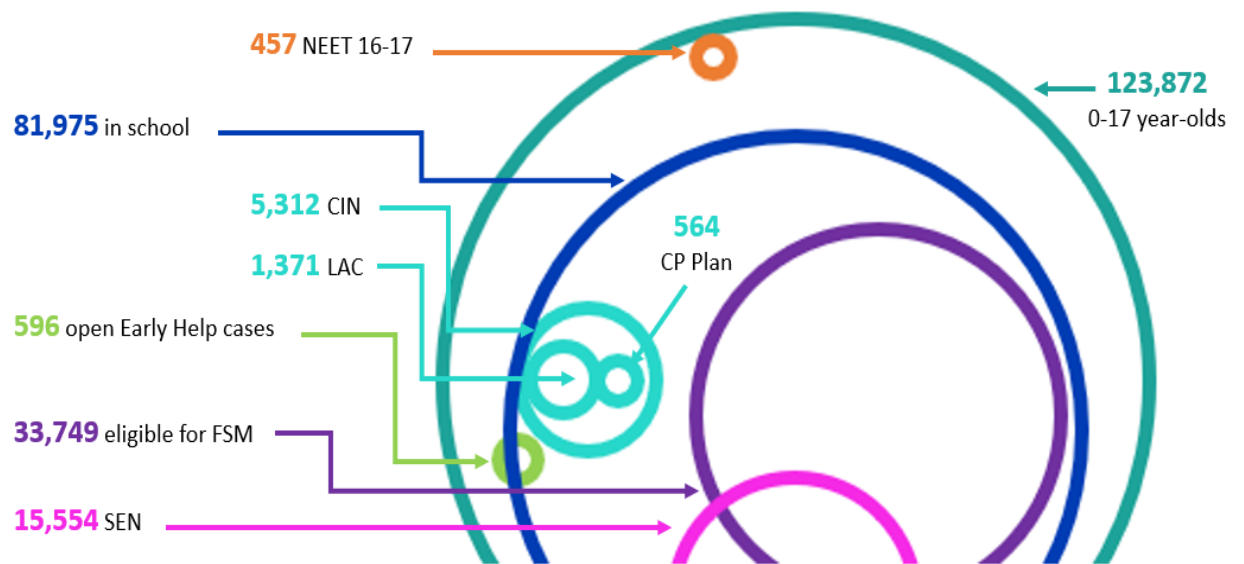 457 NEET 16-17
123,872
0-17 year-olds
81,975 in school
5,312 CIN
564
CP Plan
1,371 LAC
596 open Early Help cases
33,749 eligible for FSM
15,554 SEN